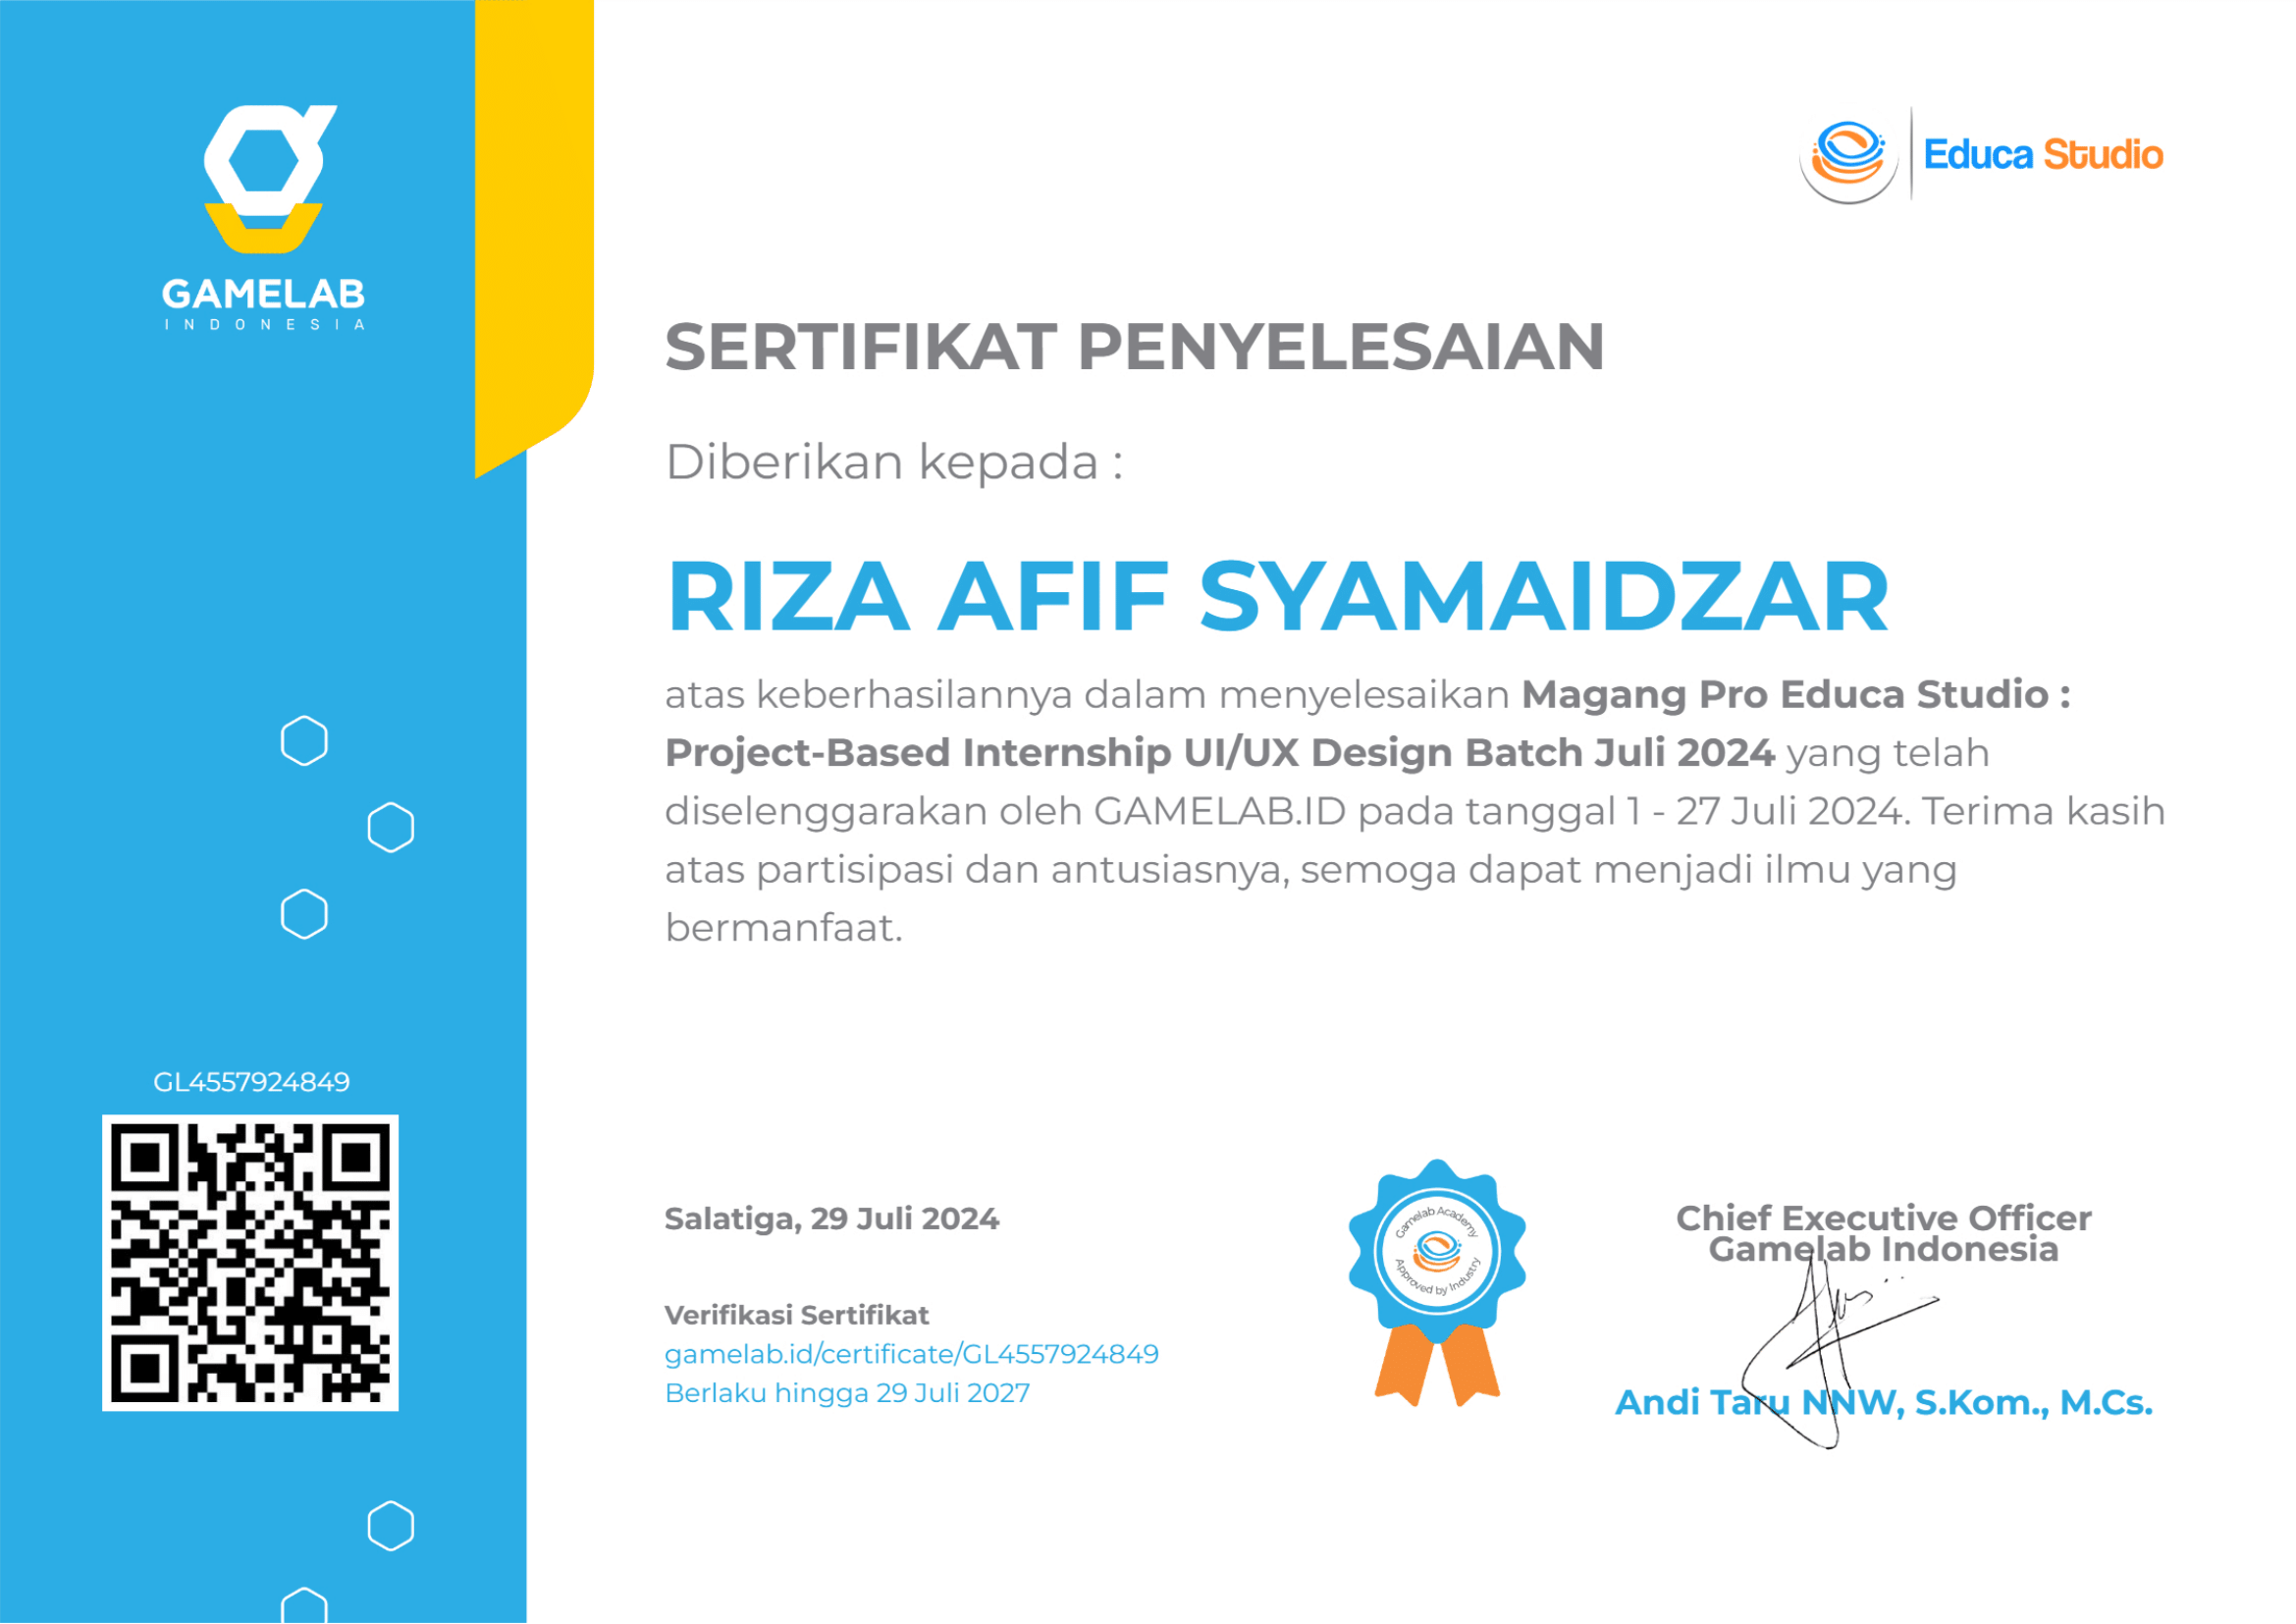 GAMELAB
INDONESIA
Educa Studio
SERTIFIKAT PENYELESAIAN
Diberikan kepada :
RIZA AFIF SYAMAIDZAR
atas keberhasilannya dalam menyelesaikan Magang Pro Educa Studio :
Project-Based Internship UI/UX Design Batch Juli 2024 yang telah
diselenggarakan oleh GAMELAB.ID pada tanggal 1 - 27 Juli 2024. Terima kasih
atas partisipasi dan antusiasnya, semoga dapat menjadi ilmu yang
bermanfaat.
GL4557924849
Salatiga, 29 Juli 2024
Verifikasi Sertifikat
gamelab.id/certificate/GL4557924849
Berlaku hingga 29 Juli 2027
Gamelab Academy
Approved by Industry
Chief Executive Officer
Gamelab Indonesia
Andi Taru NNW, S.Kom., M.Cs.